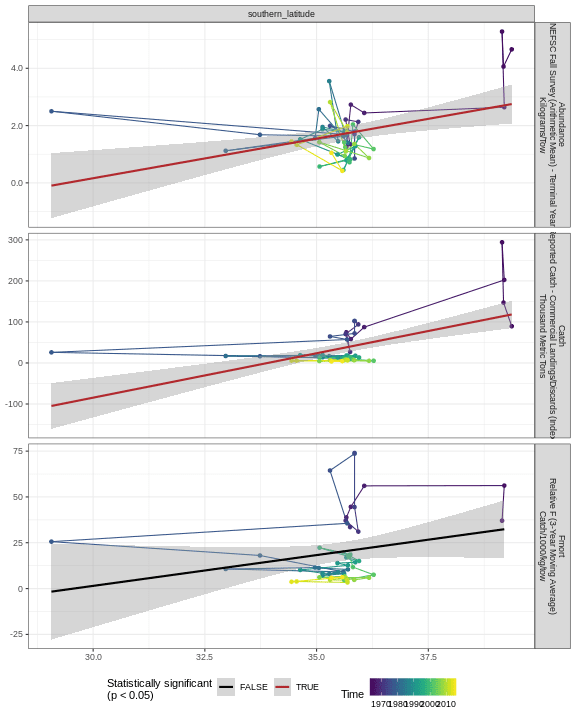 southern_latitude
4.0
2.0
0.0
Abundance
NEFSC Fall Survey (Arithmetic Mean) - Terminal Year
Kilograms/tow
300
200
100
0
-100
Catch
eported Catch - Commercial Landings/Discards (Index
Thousand Metric Tons
75
50
25
0
-25
Fmort
Relative F (3-Year Moving Average)
Catch/1000/kg/tow
30.0 32.5 35.0 37.5
Statistically significant
(p < 0.05)
FALSE TRUE
Time
1970 1980 1990 2000 2010